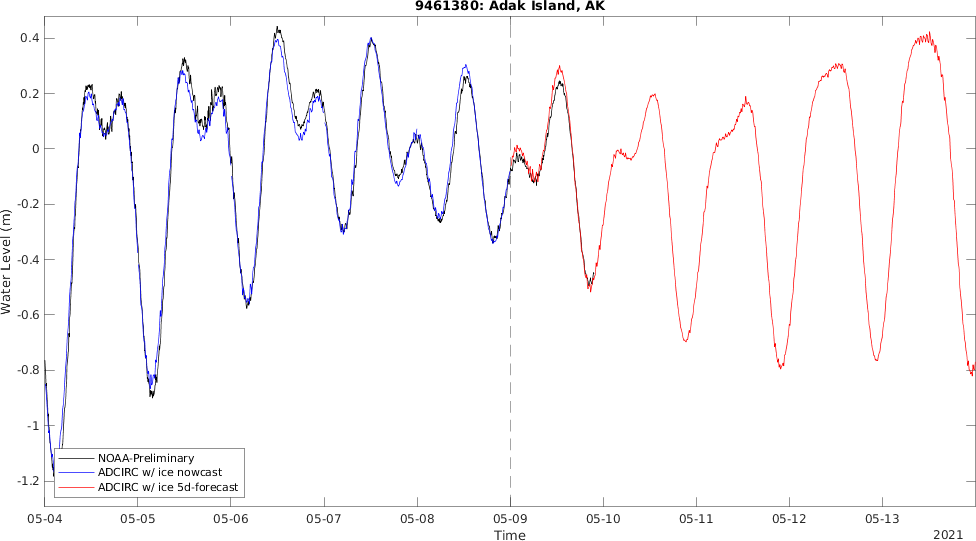 9461380: Adak Island, AK
0.4
0.2
0
-0.2
-0.4
-0.6
-0.8
-1
-1.2
Water Level (m)
NOAA-Preliminary
ADCIRC w/ ice nowcast
ADCIRC w/ ice 5d-forecast
05-04 05-05 05-06 05-07 05-08 05-09 05-10 05-11 05-12 05-13
Time
2021